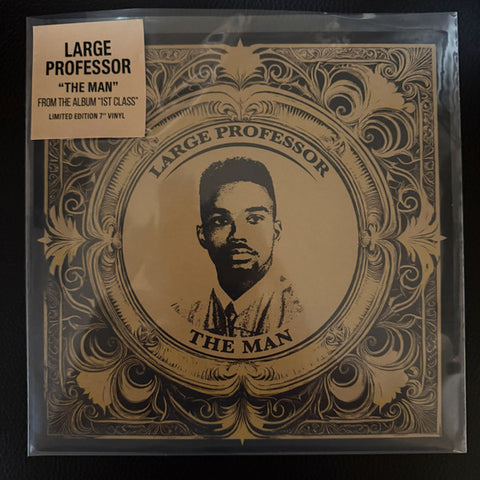 LARGE
PROFESSOR
"THE MAN"
FROM THE ALBUM "1ST CLASS"
LIMITED EDITION 7" VINYL
LARGE PROFESSOR
THE MAN